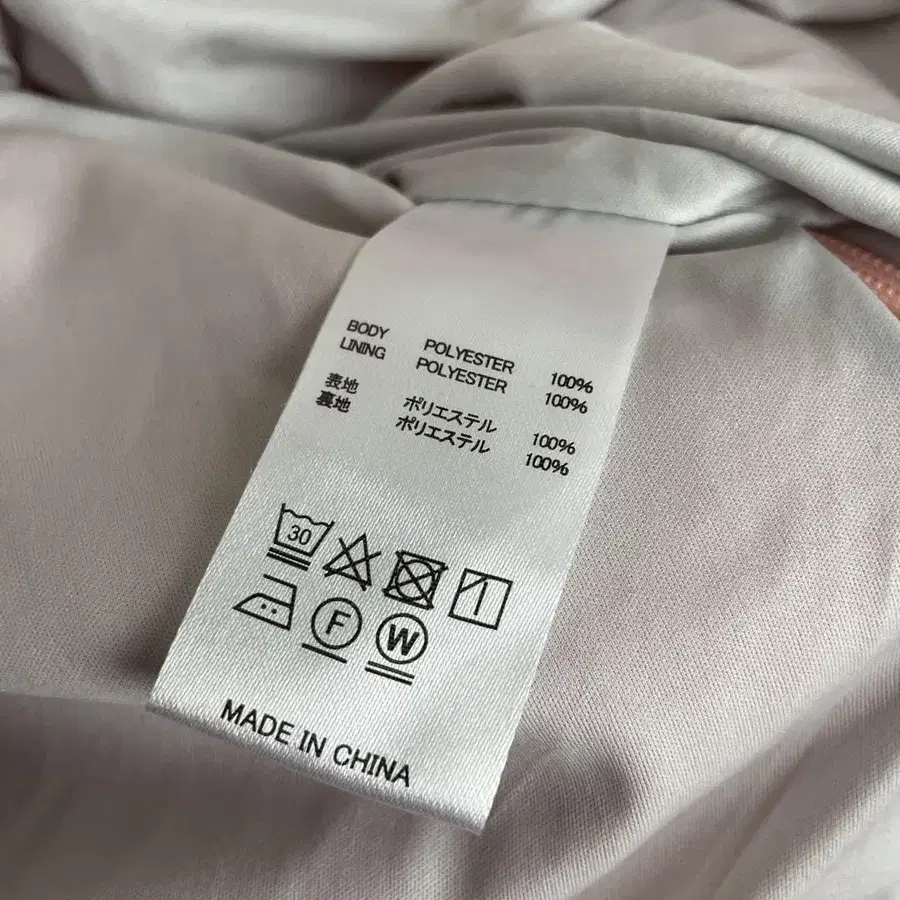 BODY POLYESTER 100%
LINING POLYESTER 100%
表地 ポリエステル 100%
裏地 ポリエステル 100%
30
F W
MADE IN CHINA